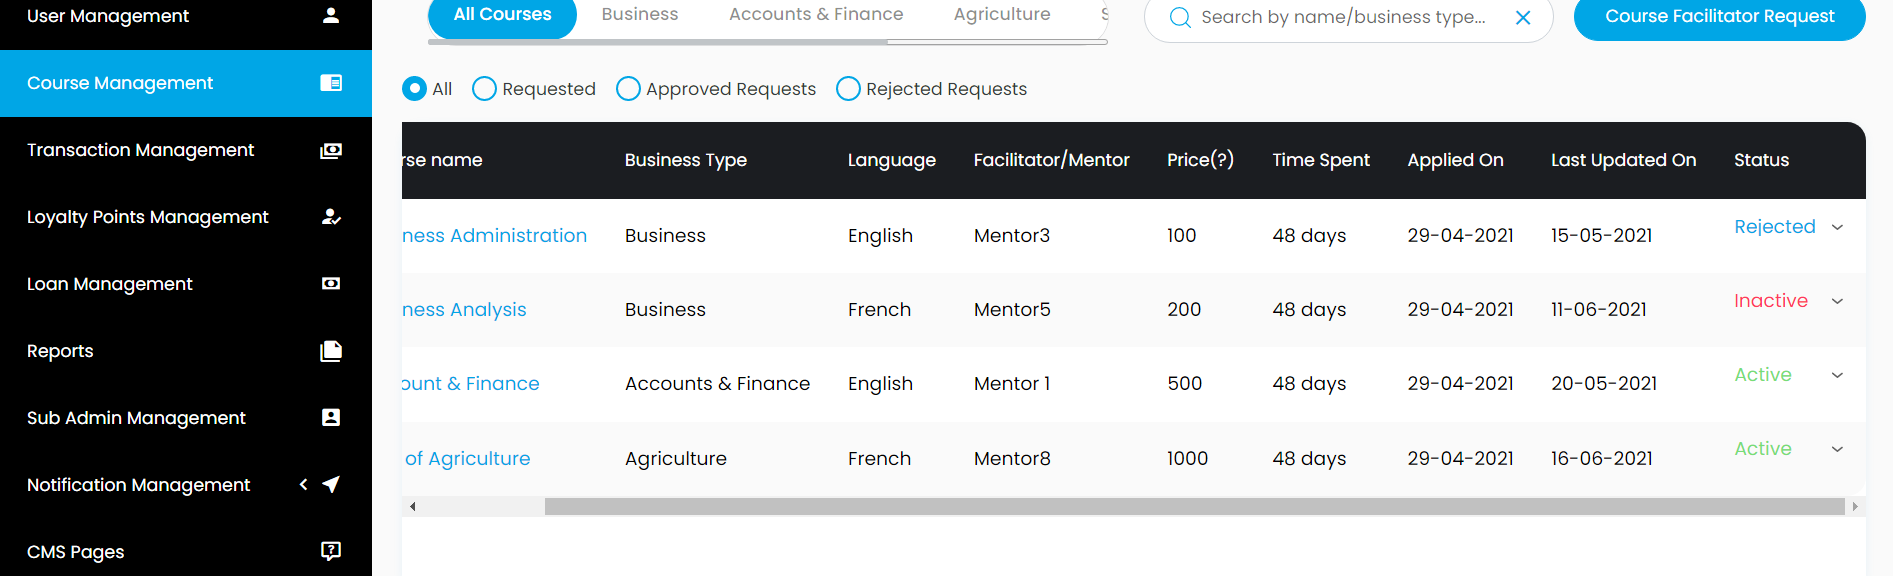 User Management
Course Management
Transaction Management
Loyalty Points Management
Loan Management
Reports
Sub Admin Management
Notification Management
CMS Pages
All Courses Business Accounts & Finance Agriculture
Search by name/business type...
Course Facilitator Request
All Requested Approved Requests Rejected Requests
rse name Business Type Language Facilitator/Mentor Price(?) Time Spent Applied On Last Updated On Status
ness Administration Business English Mentor3 100 48 days 29-04-2021 15-05-2021 Rejected
ness Analysis Business French Mentor5 200 48 days 29-04-2021 11-06-2021 Inactive
ount & Finance Accounts & Finance English Mentor 1 500 48 days 29-04-2021 20-05-2021 Active
of Agriculture Agriculture French Mentor8 1000 48 days 29-04-2021 16-06-2021 Active